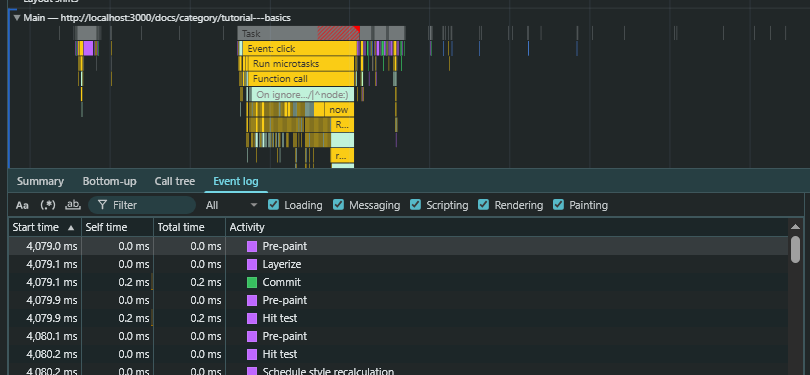 Layout shifts
Main — http://localhost:3000/docs/category/tutorial---basics
Task
Event: click
Run microtasks
Function call
On ignore.../|^node:)
now
R...
r...
Summary Bottom-up Call tree Event log
Aa (.*) ab Filter All Loading Messaging Scripting Rendering Painting
Start time Self time Total time Activity
4,079.0 ms 0.0 ms 0.0 ms Pre-paint
4,079.1 ms 0.0 ms 0.0 ms Layerize
4,079.1 ms 0.2 ms 0.2 ms Commit
4,079.9 ms 0.0 ms 0.0 ms Pre-paint
4,079.9 ms 0.2 ms 0.2 ms Hit test
4,080.1 ms 0.0 ms 0.0 ms Pre-paint
4,080.2 ms 0.0 ms 0.0 ms Hit test
4,080.2 ms 0.0 ms 0.0 ms Schedule style recalculation